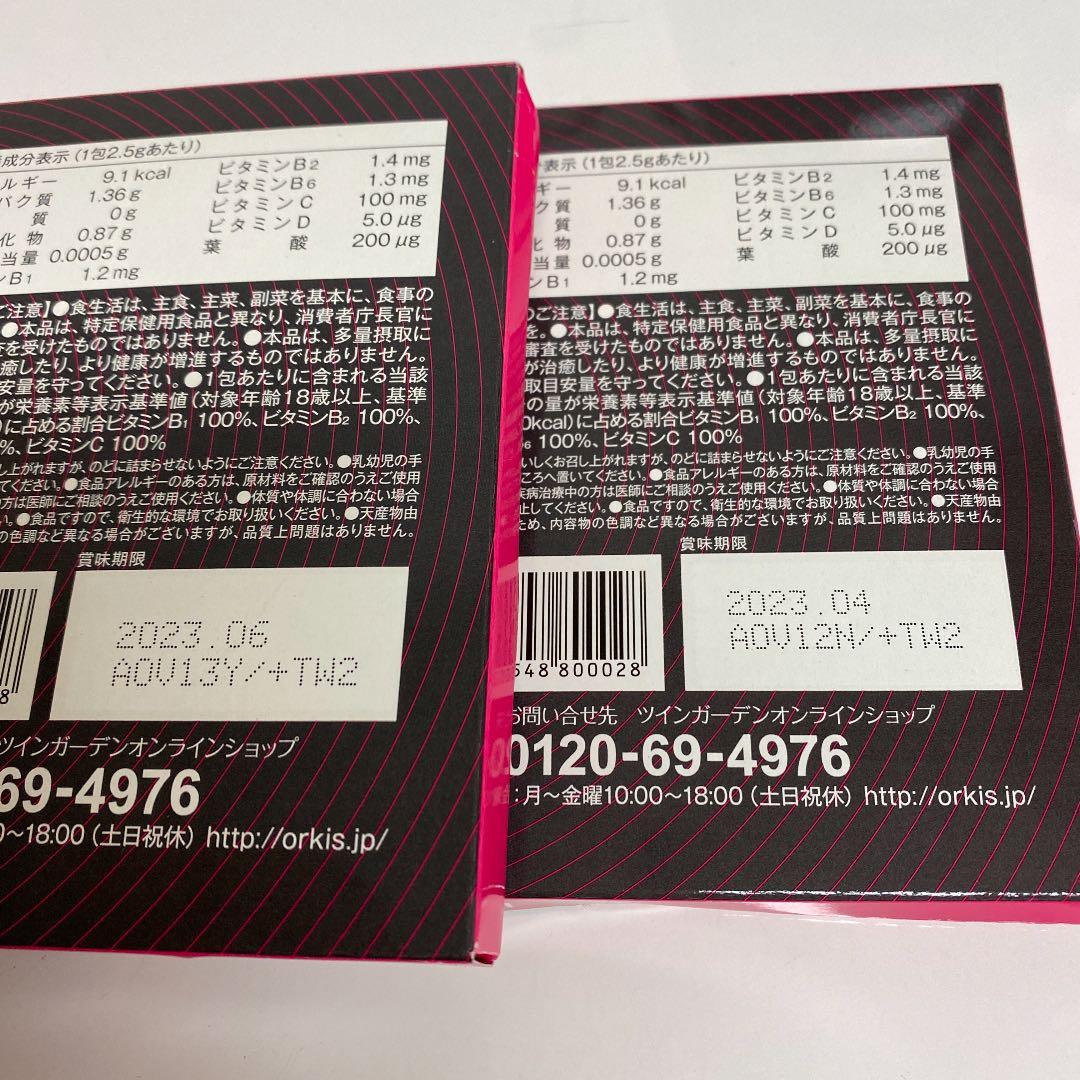 成分表示（1包2.5gあたり）
ルギー 9.1 kcal
パク質 1.36 g
質 0 g
化物 0.87 g
当量 0.0005 g
ンB1 1.2 mg
ビタミンB2 1.4 mg
ビタミンB6 1.3 mg
ビタミンC 100 mg
ビタミンD 5.0 μg
葉酸 200 μg
ご注意】●食生活は、主食、主菜、副菜を基本に、食事の
●本品は、特定保健用食品と異なり、消費者庁長官に
査を受けたものではありません。●本品は、多量摂取に
癒したり、より健康が増進するものではありません。
安量を守ってください。●1包あたりに含まれる当該
が栄養素等表示基準値（対象年齢18歳以上、基準
）に占める割合ビタミンB1 100%、ビタミンB2 100%、
%、ビタミンC 100%
し上がれますが、のどに詰まらせないようにご注意ください。●乳幼児の手
●食品アレルギーのある方は、原材料をご確認のうえご使用
の方は医師にご相談のうえご使用ください。●体質や体調に合わない場合
い。●食品ですので、衛生的な環境でお取り扱いください。●天産物由
の色調など異なる場合がございますが、品質上問題はありません。
賞味期限
2023.06
AOV13Y/+TW2
8
ツインガーデンオンラインショップ
69-4976
0〜18:00（土日祝休）http://orkis.jp/
表示（1包2.5gあたり）
ギー 9.1 kcal
ク質 1.36 g
質 0 g
化物 0.87 g
当量 0.0005 g
ンB1 1.2 mg
ビタミンB2 1.4 mg
ビタミンB6 1.3 mg
ビタミンC 100 mg
ビタミンD 5.0 μg
葉酸 200 μg
のご注意】●食生活は、主食、主菜、副菜を基本に、食事の
を。●本品は、特定保健用食品と異なり、消費者庁長官に
審査を受けたものではありません。●本品は、多量摂取に
が治癒したり、より健康が増進するものではありません。
取目安量を守ってください。●1包あたりに含まれる当該
の量が栄養素等表示基準値（対象年齢18歳以上、基準
0kcal）に占める割合ビタミンB1 100%、ビタミンB2 100%、
B6 100%、ビタミンC 100%
いしくお召し上がれますが、のどに詰まらせないようにご注意ください。●乳幼児の手
ころへ置いてください。●食品アレルギーのある方は、原材料をご確認のうえご使用
疾病治療中の方は医師にご相談のうえご使用ください。●体質や体調に合わない場合
止してください。●食品ですので、衛生的な環境でお取り扱いください。●天産物由
ため、内容物の色調など異なる場合がございますが、品質上問題はありません。
賞味期限
2023.04
AOV12N/+TW2
548 800028
お問い合せ先 ツインガーデンオンラインショップ
00120-69-4976
：月〜金曜10:00〜18:00（土日祝休）http://orkis.jp/